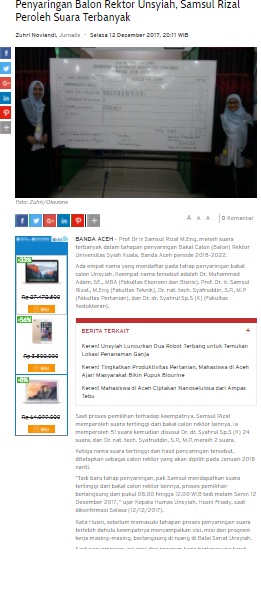 Penyaringan Balon Rektor Unsyiah, Samsul Rizal
Peroleh Suara Terbanyak
Zuhri Noviandi, Jurnalis · Selasa 12 Desember 2017, 20:11 WIB
Foto: Zuhri/Okezone
A A A 0 Komentar
BANDA ACEH - Prof Dr Ir Samsul Rizal M.Eng, meraih suara
terbanyak dalam tahapan penyaringan Bakal Calon (Balon) Rektor
Universitas Syiah Kuala, Banda Aceh periode 2018-2022.
Ada empat nama yang mendaftar pada tahap penyaringan bakal
calon Unsyiah. Keempat nama tersebut adalah Dr. Muhammad
Adam, SE., MBA (Fakultas Ekonomi dan Bisnis), Prof. Dr. Ir. Samsul
Rizal., M.Eng (Fakultas Teknik), Dr. nat. tech. Syafruddin, S.P., M.P
(Fakultas Pertanian), dan Dr. dr. Syahrul Sp.S (K) (Fakultas
Kedokteran).
-33%
Rp 27.472.500
BELI
-56%
Rp 3.500.000
BELI
Rp 14.077.000
BELI
BERITA TERKAIT +
Keren! Unsyiah Luncurkan Dua Robot Terbang untuk Temukan
Lokasi Penanaman Ganja
Keren! Tingkatkan Produktivitas Pertanian, Mahasiswa di Aceh
Ajari Masyarakat Bikin Pupuk Biourine
Keren! Mahasiswa di Aceh Ciptakan Nanoselulosa dari Ampas
Tebu
Saat proses pemilihan terhadap keempatnya, Samsul Rizal
memperoleh suara tertinggi dari bakal calon rektor lainnya. Ia
memperoleh 51 suara kemudian disusul Dr. dr. Syahrul Sp.S (K) 24
suara, dan Dr. nat. tech. Syafruddin, S.P., M.P, meraih 2 suara.
Ketiga nama suara tertinggi dari hasil penyaringan tersebut,
ditetapkan sebagai calon rektor yang akan dipilih pada Januari 2018
nanti.
"Tadi baru tahap penyaringan, pak Samsul mendapatkan suara
tertinggi dari bakal calon rektor lainnya, proses pemilihan
berlangsung dari pukul 09.00 hingga 12.00 WIB tadi malam Senin 12
Desember 2017, " ujar Kepala Humas Unsyiah, Husni Friady, saat
dikonfirmasi Selasa (12/12/2017).
Kata Husni, sebelum memasuki tahapan proses penyaringan suara
terlebih dahulu keempatnya menyampaikan visi, misi dan program
kerja masing-masing, berlangsung di ruang di Balai Senat Unsyiah.